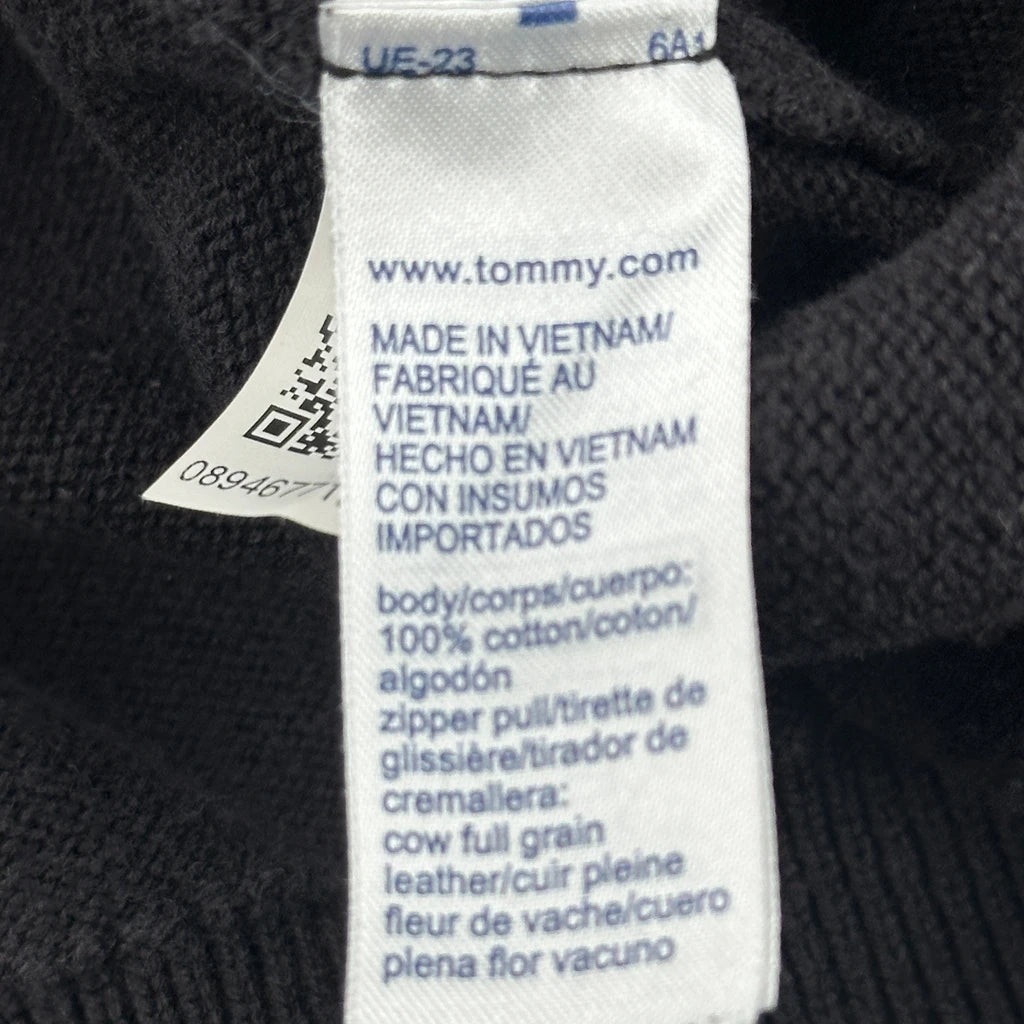 UE-23 6A1
www.tommy.com
MADE IN VIETNAM/
FABRIQUÉ AU
VIETNAM/
HECHO EN VIETNAM
CON INSUMOS
IMPORTADOS
body/corps/cuerpo:
100% cotton/coton/
algodón
zipper pull/tirette de
glissière/tirador de
cremallera:
cow full grain
leather/cuir pleine
fleur de vache/cuero
plena flor vacuno
0894677